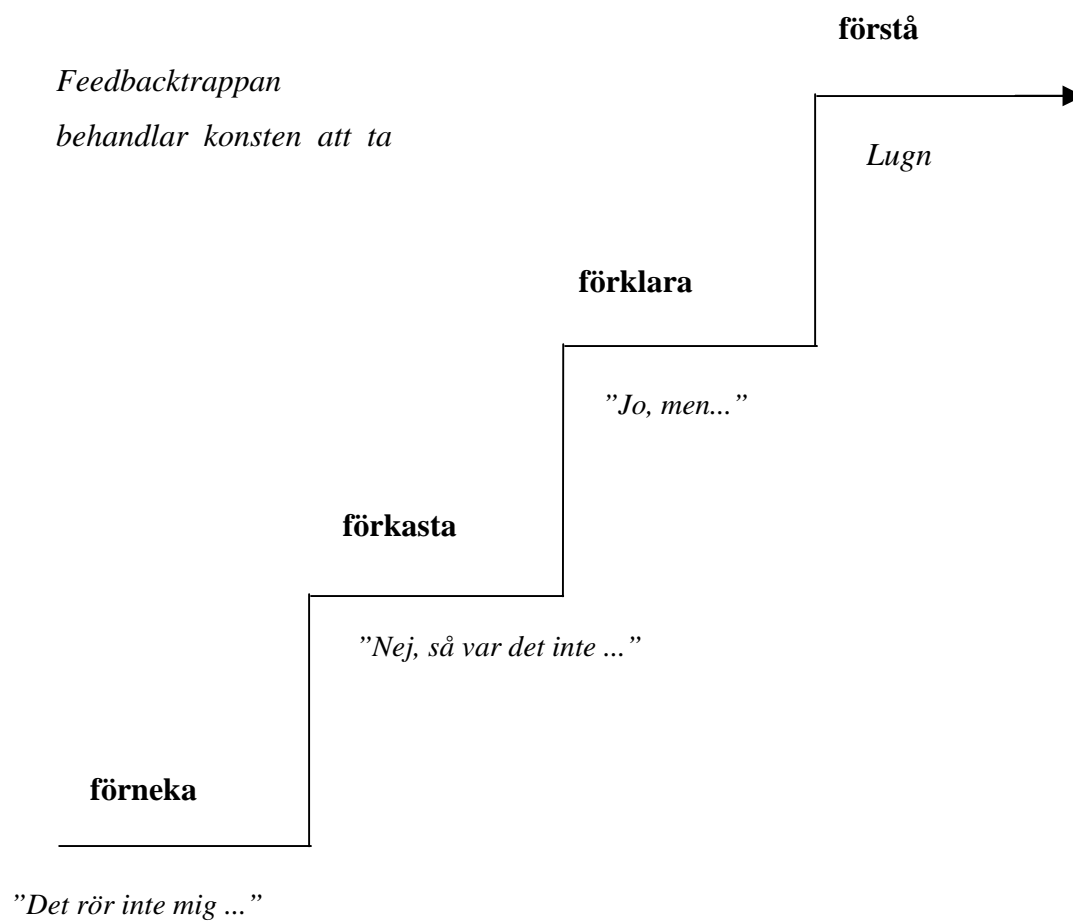 förstå
Feedbacktrappan
behandlar konsten att ta
Lugn
förklara
”Jo, men...”
förkasta
”Nej, så var det inte ...”
förneka
”Det rör inte mig ...”